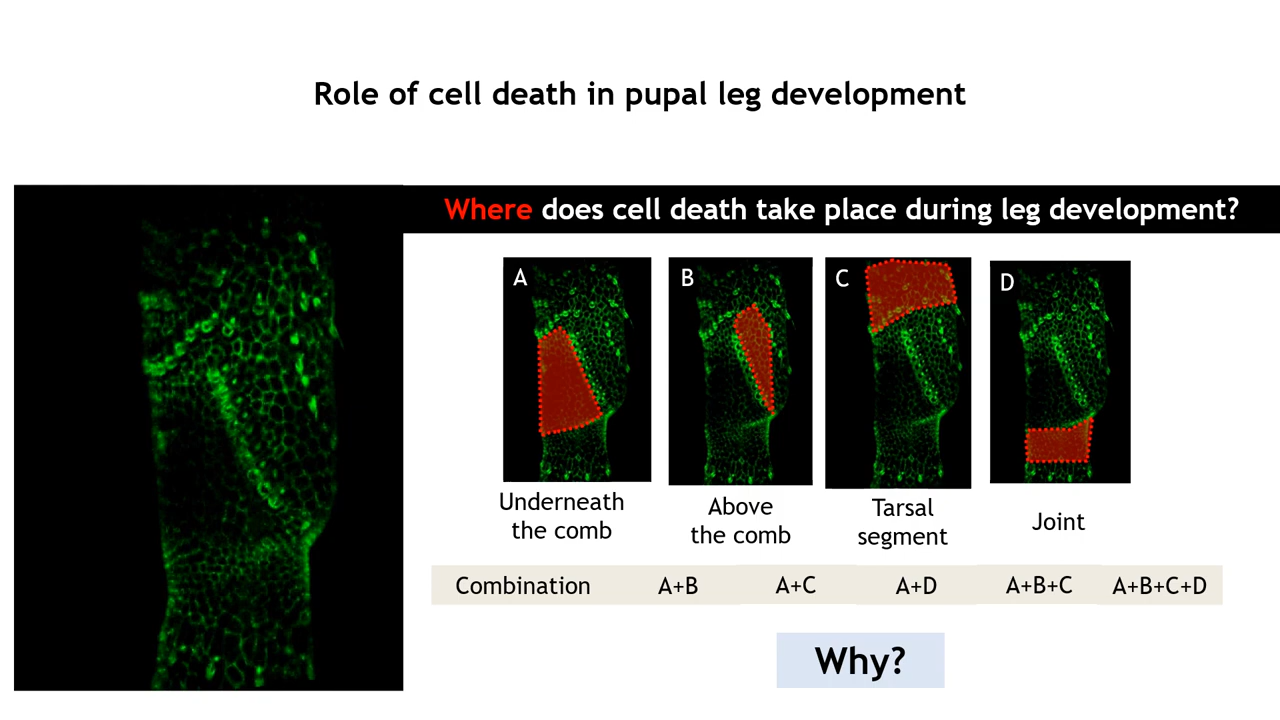 Role of cell death in pupal leg development
Where does cell death take place during leg development?
A
B
C
D
Underneath
the comb
Above
the comb
Tarsal
segment
Joint
Combination A+B A+C A+D A+B+C A+B+C+D
Why?